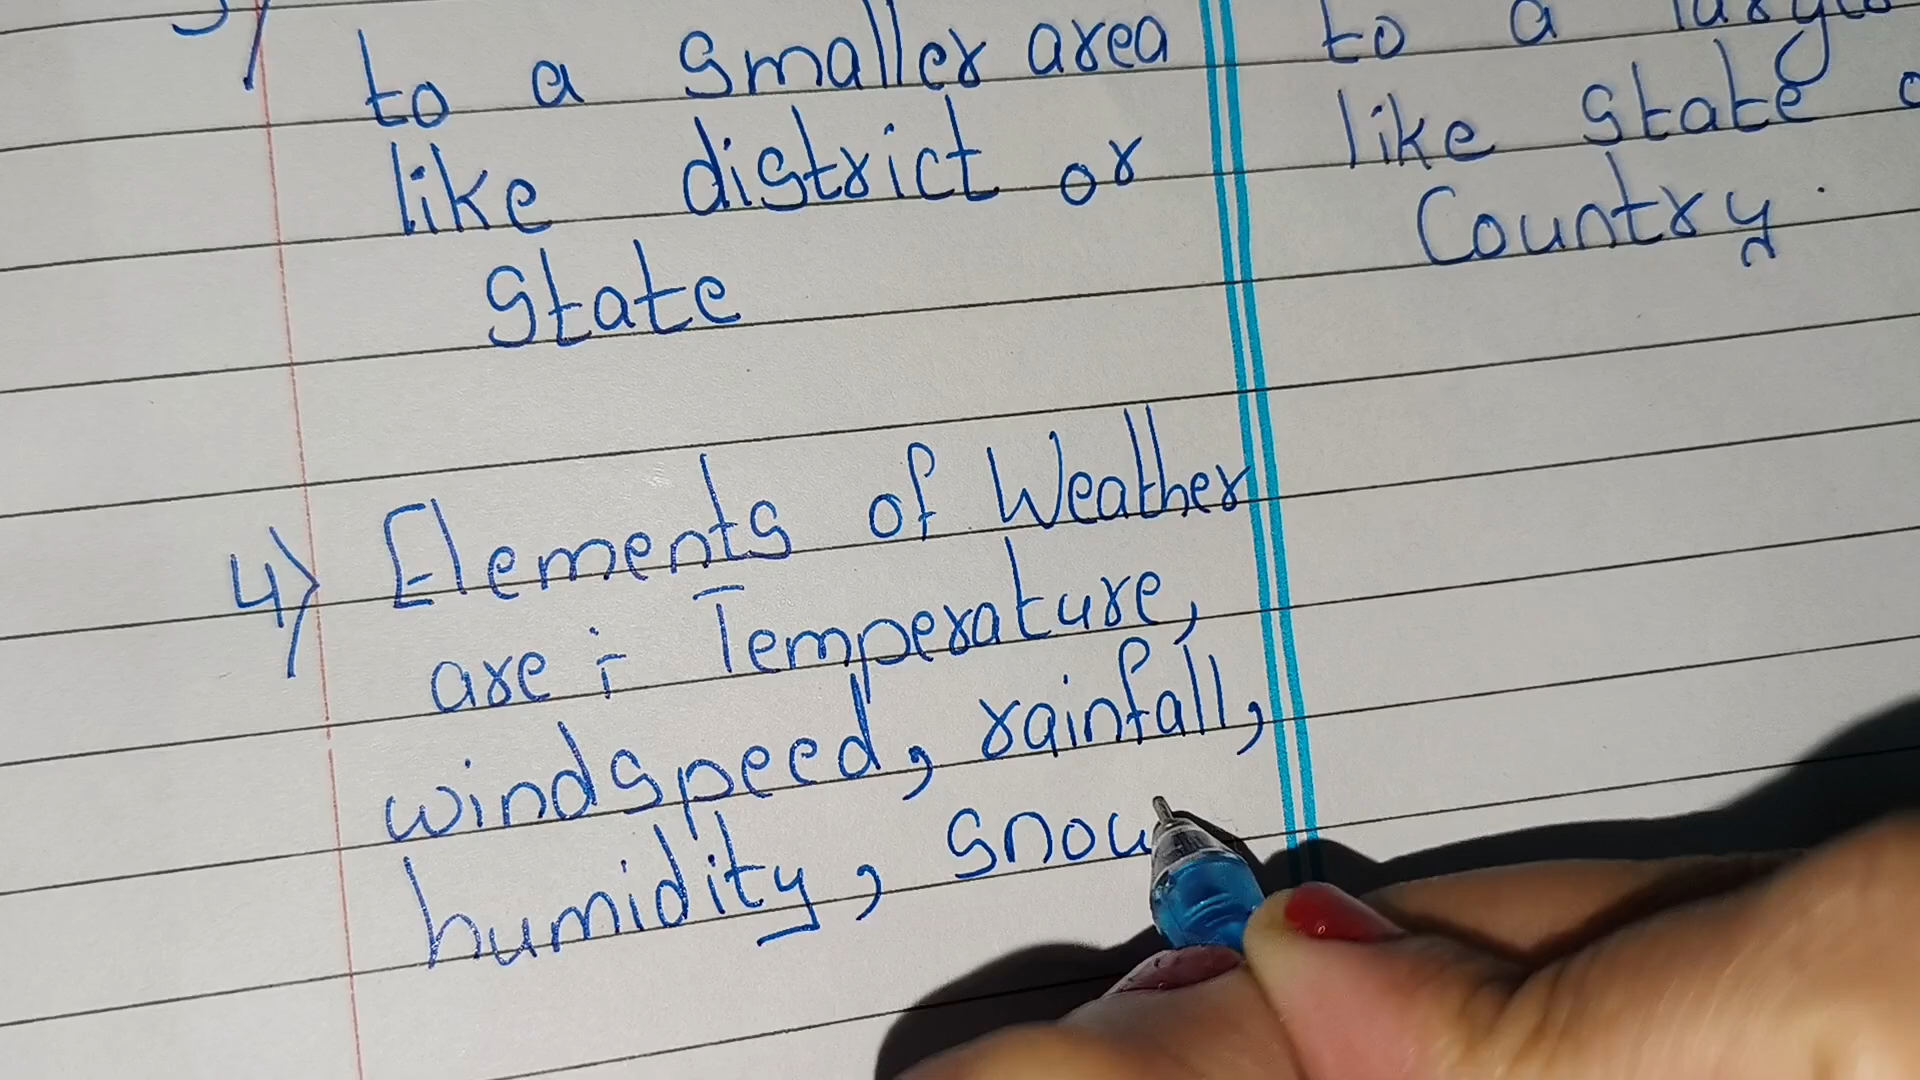 to a smaller area
like district or
State
to a
like state
Country.
4) Elements of Weather
are :- Temperature,
windspeed, rainfall,
humidity, snow